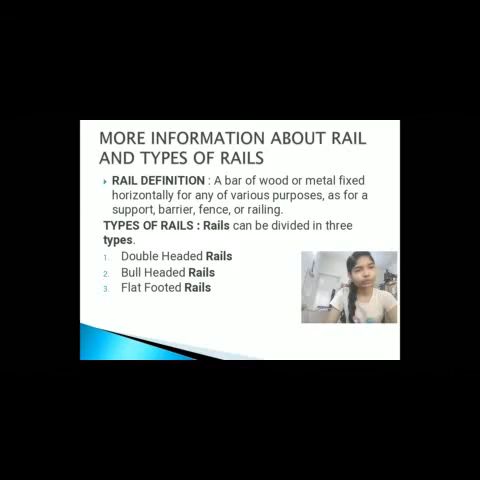 MORE INFORMATION ABOUT RAIL
AND TYPES OF RAILS
RAIL DEFINITION : A bar of wood or metal fixed
horizontally for any of various purposes, as for a
support, barrier, fence, or railing.
TYPES OF RAILS : Rails can be divided in three
types.
1. Double Headed Rails
2. Bull Headed Rails
3. Flat Footed Rails